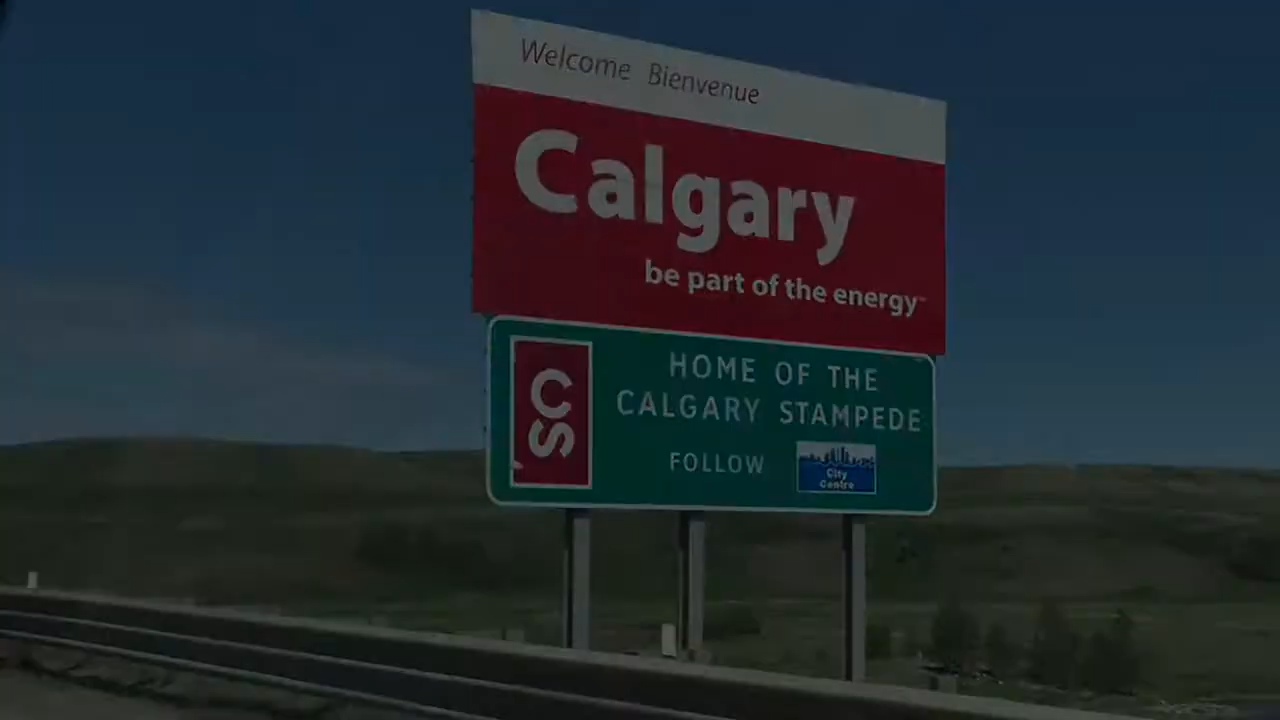 Welcome Bienvenue
Calgary
be part of the energy™
CS
HOME OF THE
CALGARY STAMPEDE
FOLLOW
City
Centre